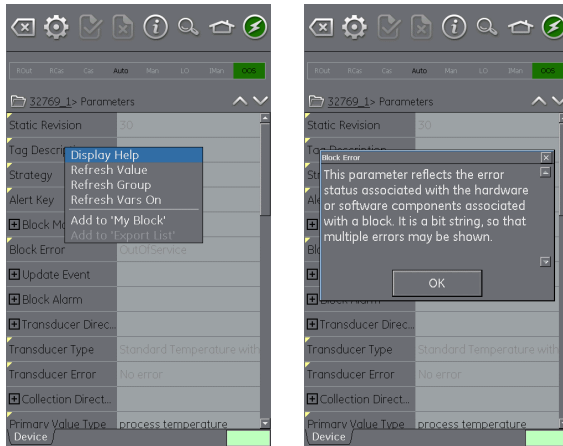 ROut RCas Cas Auto Man LO IMan OOS
32769_1> Parameters
Static Revision 30
Tag Descrip
Strategy
Alert Key
Block Mo
Block Error OutOfService
Update Event
Block Alarm
Transducer Direc...
Transducer Type Standard Temperature with
Transducer Error No error
Collection Direct...
Primary Value Type process temperature
Device
Display Help
Refresh Value
Refresh Group
Refresh Vars On
Add to 'My Block'
Add to 'Export List'
ROut RCas Cas Auto Man LO IMan OOS
32769_1> Parameters
Static Revision 30
Block Error
This parameter reflects the error
status associated with the hardware
or software components associated
with a block. It is a bit string, so that
multiple errors may be shown.
OK
Block Alarm
Transducer Direc...
Transducer Type Standard Temperature with
Transducer Error No error
Collection Direct...
Primary Value Type process temperature
Device